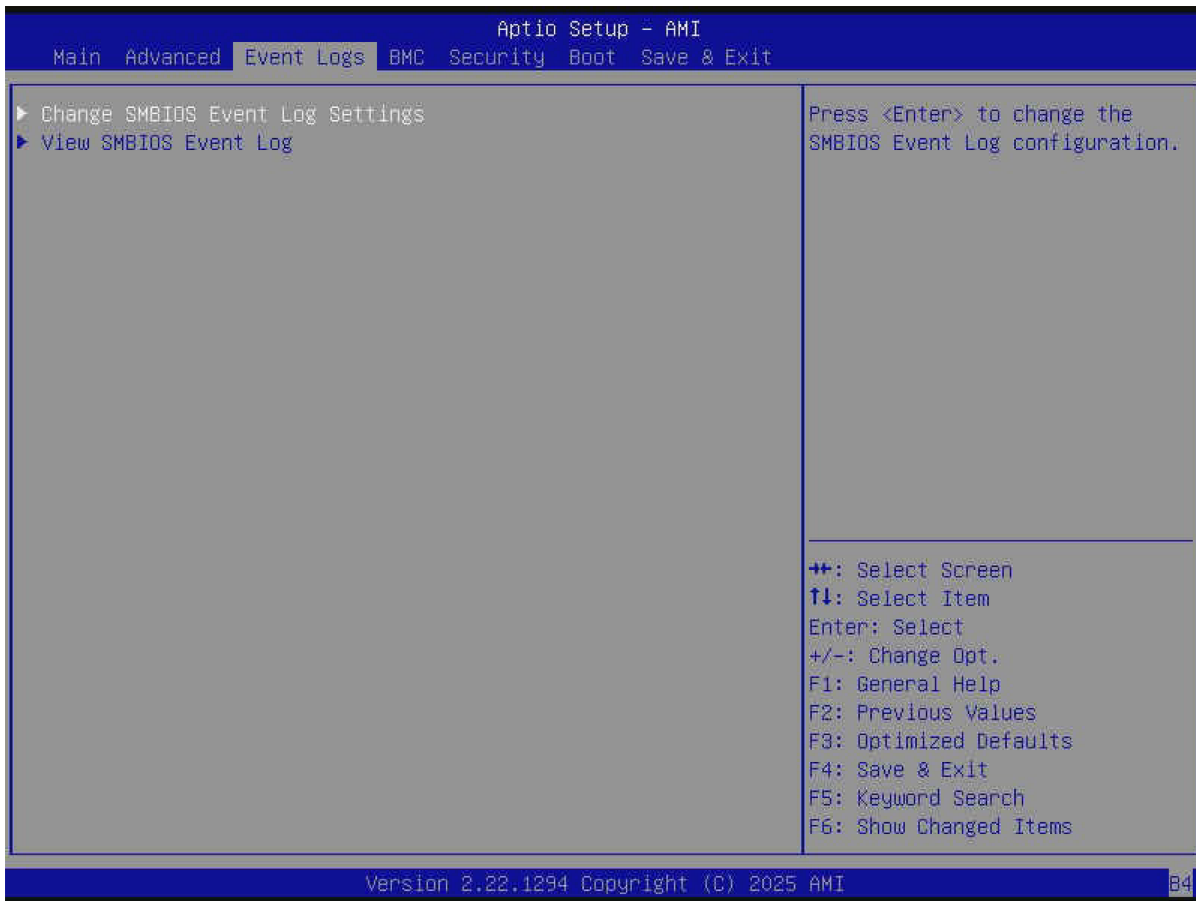 Aptio Setup - AMI
Main Advanced Event Logs BMC Security Boot Save & Exit
▶ Change SMBIOS Event Log Settings
▶ View SMBIOS Event Log
Press <Enter> to change the
SMBIOS Event Log configuration.
→←: Select Screen
↑↓: Select Item
Enter: Select
+/-: Change Opt.
F1: General Help
F2: Previous Values
F3: Optimized Defaults
F4: Save & Exit
F5: Keyword Search
F6: Show Changed Items
Version 2.22.1294 Copyright (C) 2025 AMI
B4